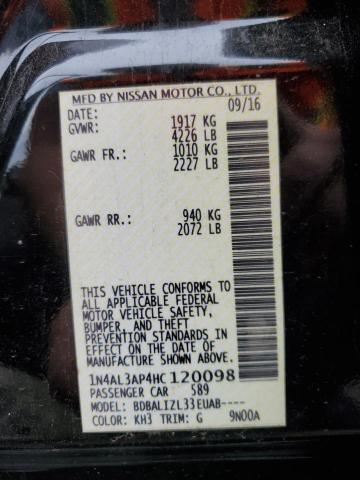 MFD BY NISSAN MOTOR CO., LTD.
DATE: 09/16
GVWR: 1917 KG
4226 LB
GAWR FR.: 1010 KG
2227 LB
GAWR RR.: 940 KG
2072 LB
THIS VEHICLE CONFORMS TO
ALL APPLICABLE FEDERAL
MOTOR VEHICLE SAFETY,
BUMPER, AND THEFT
PREVENTION STANDARDS IN
EFFECT ON THE DATE OF
MANUFACTURE SHOWN ABOVE.
1N4AL3AP4HC120098
PASSENGER CAR 589
MODEL: BDBALIZL33EUAB----
COLOR: KH3 TRIM: G 9N00A